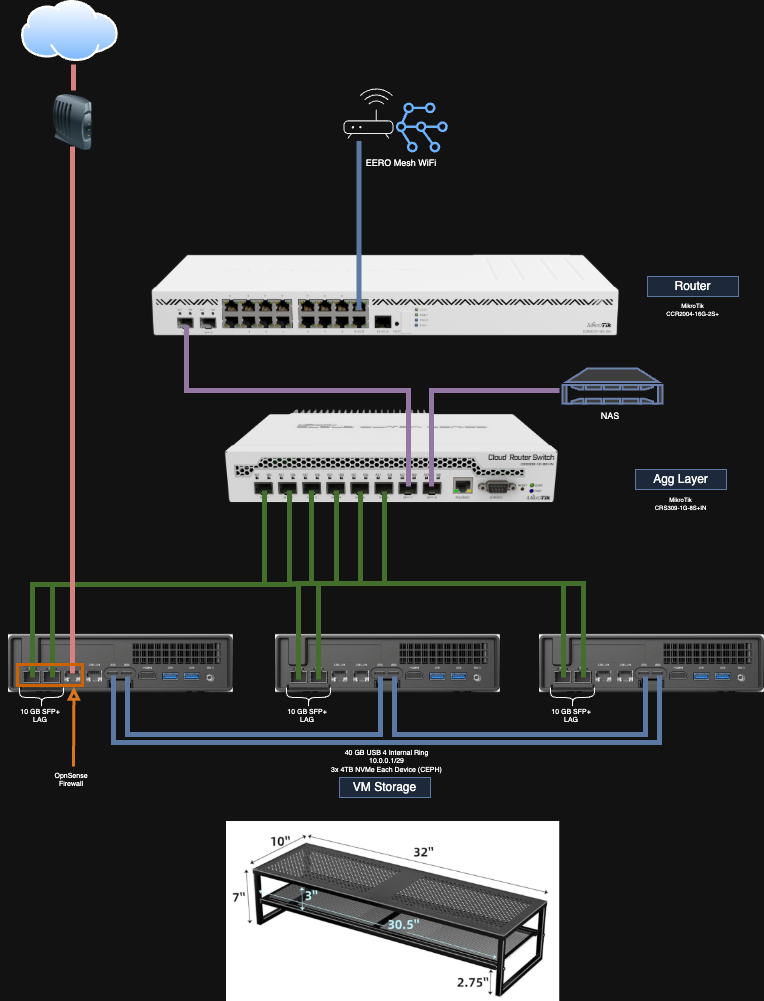 EERO Mesh WiFi
Router
MikroTik
CCR2004-16G-2S+
MikroTik
NAS
Cloud Router Switch
Agg Layer
MikroTik
CRS309-1G-8S+IN
MikroTik
10 GB SFP+
LAG
10 GB SFP+
LAG
10 GB SFP+
LAG
OpnSense
Firewall
40 GB USB 4 Internal Ring
10.0.0.1/29
3x 4TB NVMe Each Device (CEPH)
VM Storage
10"
32"
7"
3"
30.5"
2.75"